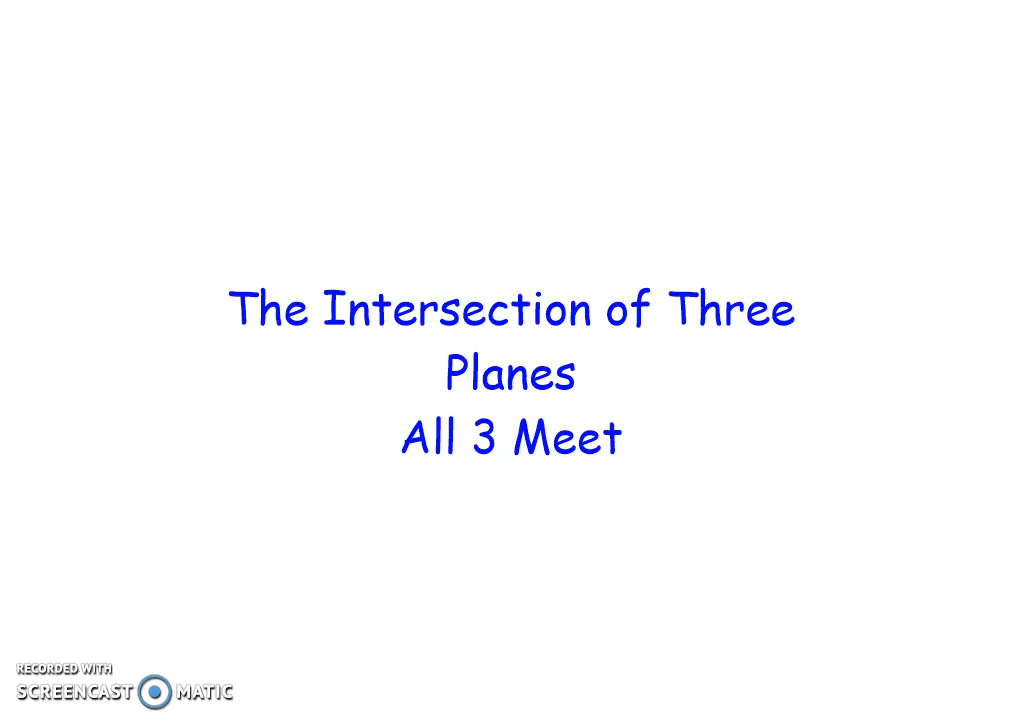 The Intersection of Three
Planes
All 3 Meet
RECORDED WITH
SCREENCAST MATIC